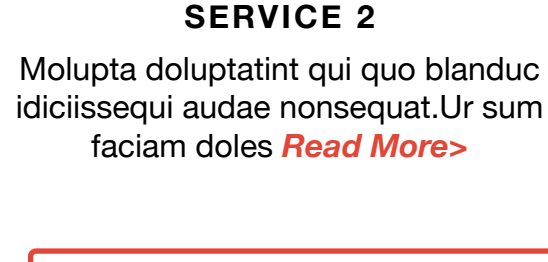 SERVICE 2
Molupta doluptatint qui quo blanduc
idiciissequi audae nonsequat.Ur sum
faciam doles Read More>